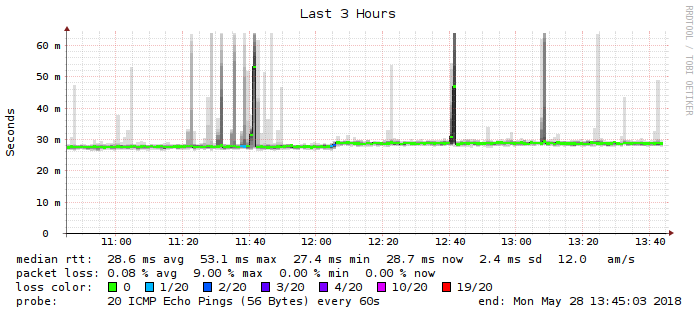 Last 3 Hours
RRDTOOL / TOBI OETIKER
Seconds
60 m
50 m
40 m
30 m
20 m
10 m
0
11:00 11:20 11:40 12:00 12:20 12:40 13:00 13:20 13:40
median rtt: 28.6 ms avg 53.1 ms max 27.4 ms min 28.7 ms now 2.4 ms sd 12.0 am/s
packet loss: 0.08 % avg 9.00 % max 0.00 % min 0.00 % now
loss color: 0 1/20 2/20 3/20 4/20 10/20 19/20
probe: 20 ICMP Echo Pings (56 Bytes) every 60s end: Mon May 28 13:45:03 2018